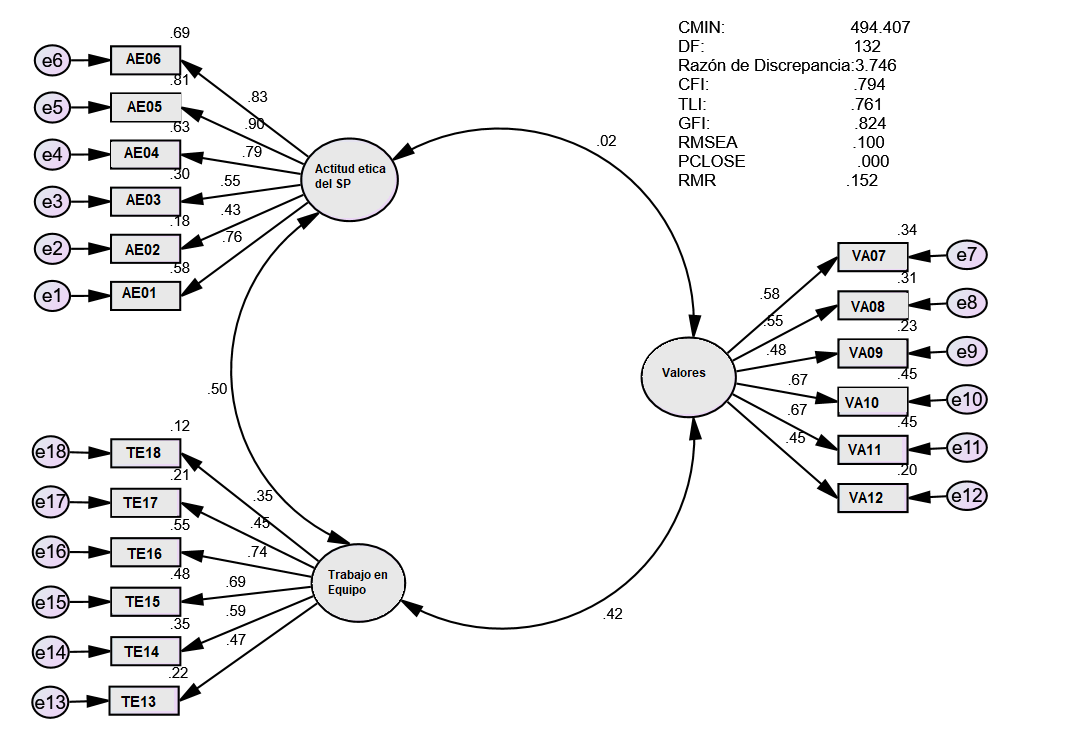 CMIN: 494.407
DF: 132
Razón de Discrepancia:3.746
CFI: .794
TLI: .761
GFI: .824
RMSEA .100
PCLOSE .000
RMR .152
.69
e6 AE06
.83
.81
e5 AE05
.90
.63
e4 AE04
.79
.30
e3 AE03
.55
.18
e2 AE02
.43
.58
e1 AE01
.76
Actitud etica
del SP
.02
.50
.42
Valores
.34
VA07 e7
.58
.31
VA08 e8
.55
.23
VA09 e9
.48
.45
VA10 e10
.67
.45
VA11 e11
.67
.20
VA12 e12
.45
.12
e18 TE18
.35
.21
e17 TE17
.45
.55
e16 TE16
.74
.48
e15 TE15
.69
.35
e14 TE14
.59
.22
e13 TE13
.47
Trabajo en
Equipo